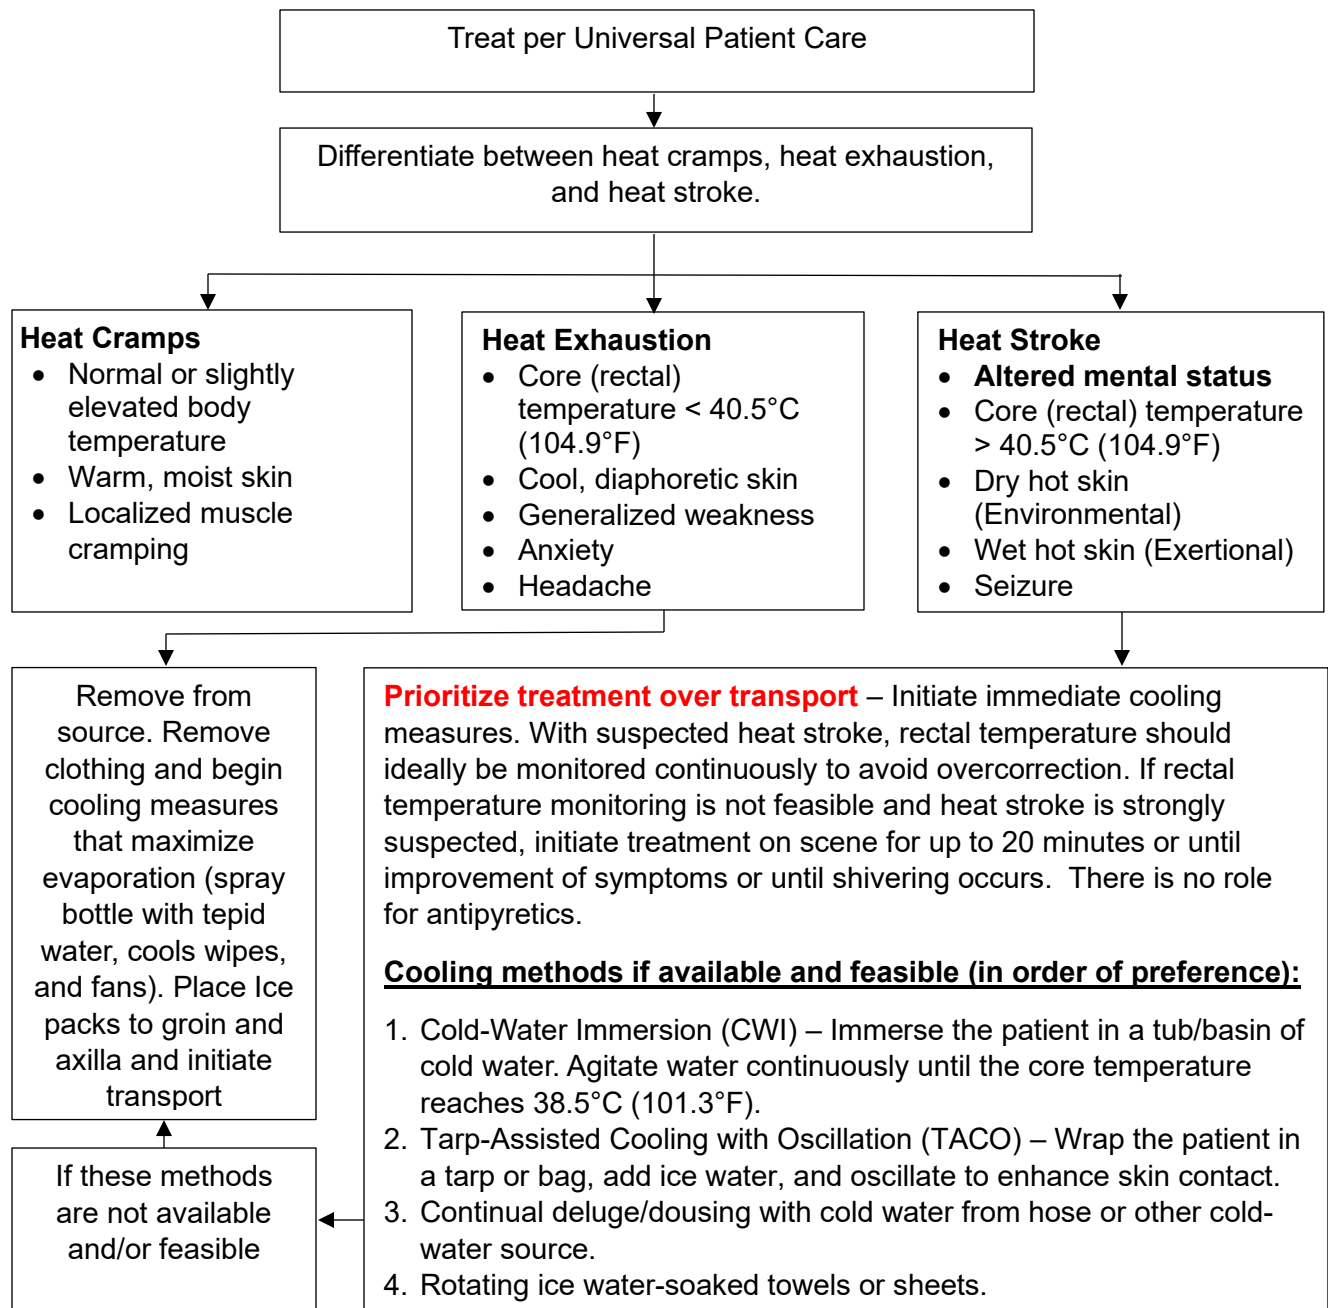 Treat per Universal Patient Care
Differentiate between heat cramps, heat exhaustion,
and heat stroke.
Heat Cramps
• Normal or slightly
elevated body
temperature
• Warm, moist skin
• Localized muscle
cramping
Heat Exhaustion
• Core (rectal)
temperature < 40.5°C
(104.9°F)
• Cool, diaphoretic skin
• Generalized weakness
• Anxiety
• Headache
Heat Stroke
• Altered mental status
• Core (rectal) temperature
> 40.5°C (104.9°F)
• Dry hot skin
(Environmental)
• Wet hot skin (Exertional)
• Seizure
Remove from
source. Remove
clothing and begin
cooling measures
that maximize
evaporation (spray
bottle with tepid
water, cools wipes,
and fans). Place Ice
packs to groin and
axilla and initiate
transport
Prioritize treatment over transport – Initiate immediate cooling
measures. With suspected heat stroke, rectal temperature should
ideally be monitored continuously to avoid overcorrection. If rectal
temperature monitoring is not feasible and heat stroke is strongly
suspected, initiate treatment on scene for up to 20 minutes or until
improvement of symptoms or until shivering occurs.  There is no role
for antipyretics.
Cooling methods if available and feasible (in order of preference):
1. Cold-Water Immersion (CWI) – Immerse the patient in a tub/basin of
cold water. Agitate water continuously until the core temperature
reaches 38.5°C (101.3°F).
2. Tarp-Assisted Cooling with Oscillation (TACO) – Wrap the patient in
a tarp or bag, add ice water, and oscillate to enhance skin contact.
3. Continual deluge/dousing with cold water from hose or other cold-
water source.
4. Rotating ice water-soaked towels or sheets.
If these methods
are not available
and/or feasible